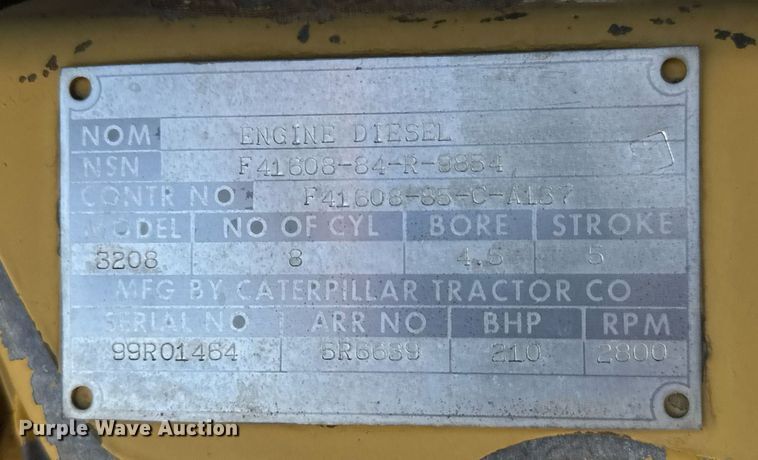 NOM ENGINE DIESEL
NSN F41608-84-R-9854
CONTR NO. F41608-85-C-A187
MODEL NO OF CYL BORE STROKE
3208 8 4.5 5
MFG BY CATERPILLAR TRACTOR CO
SERIAL NO ARR NO BHP RPM
99R01464 5R6639 210 2800
Purple Wave Auction